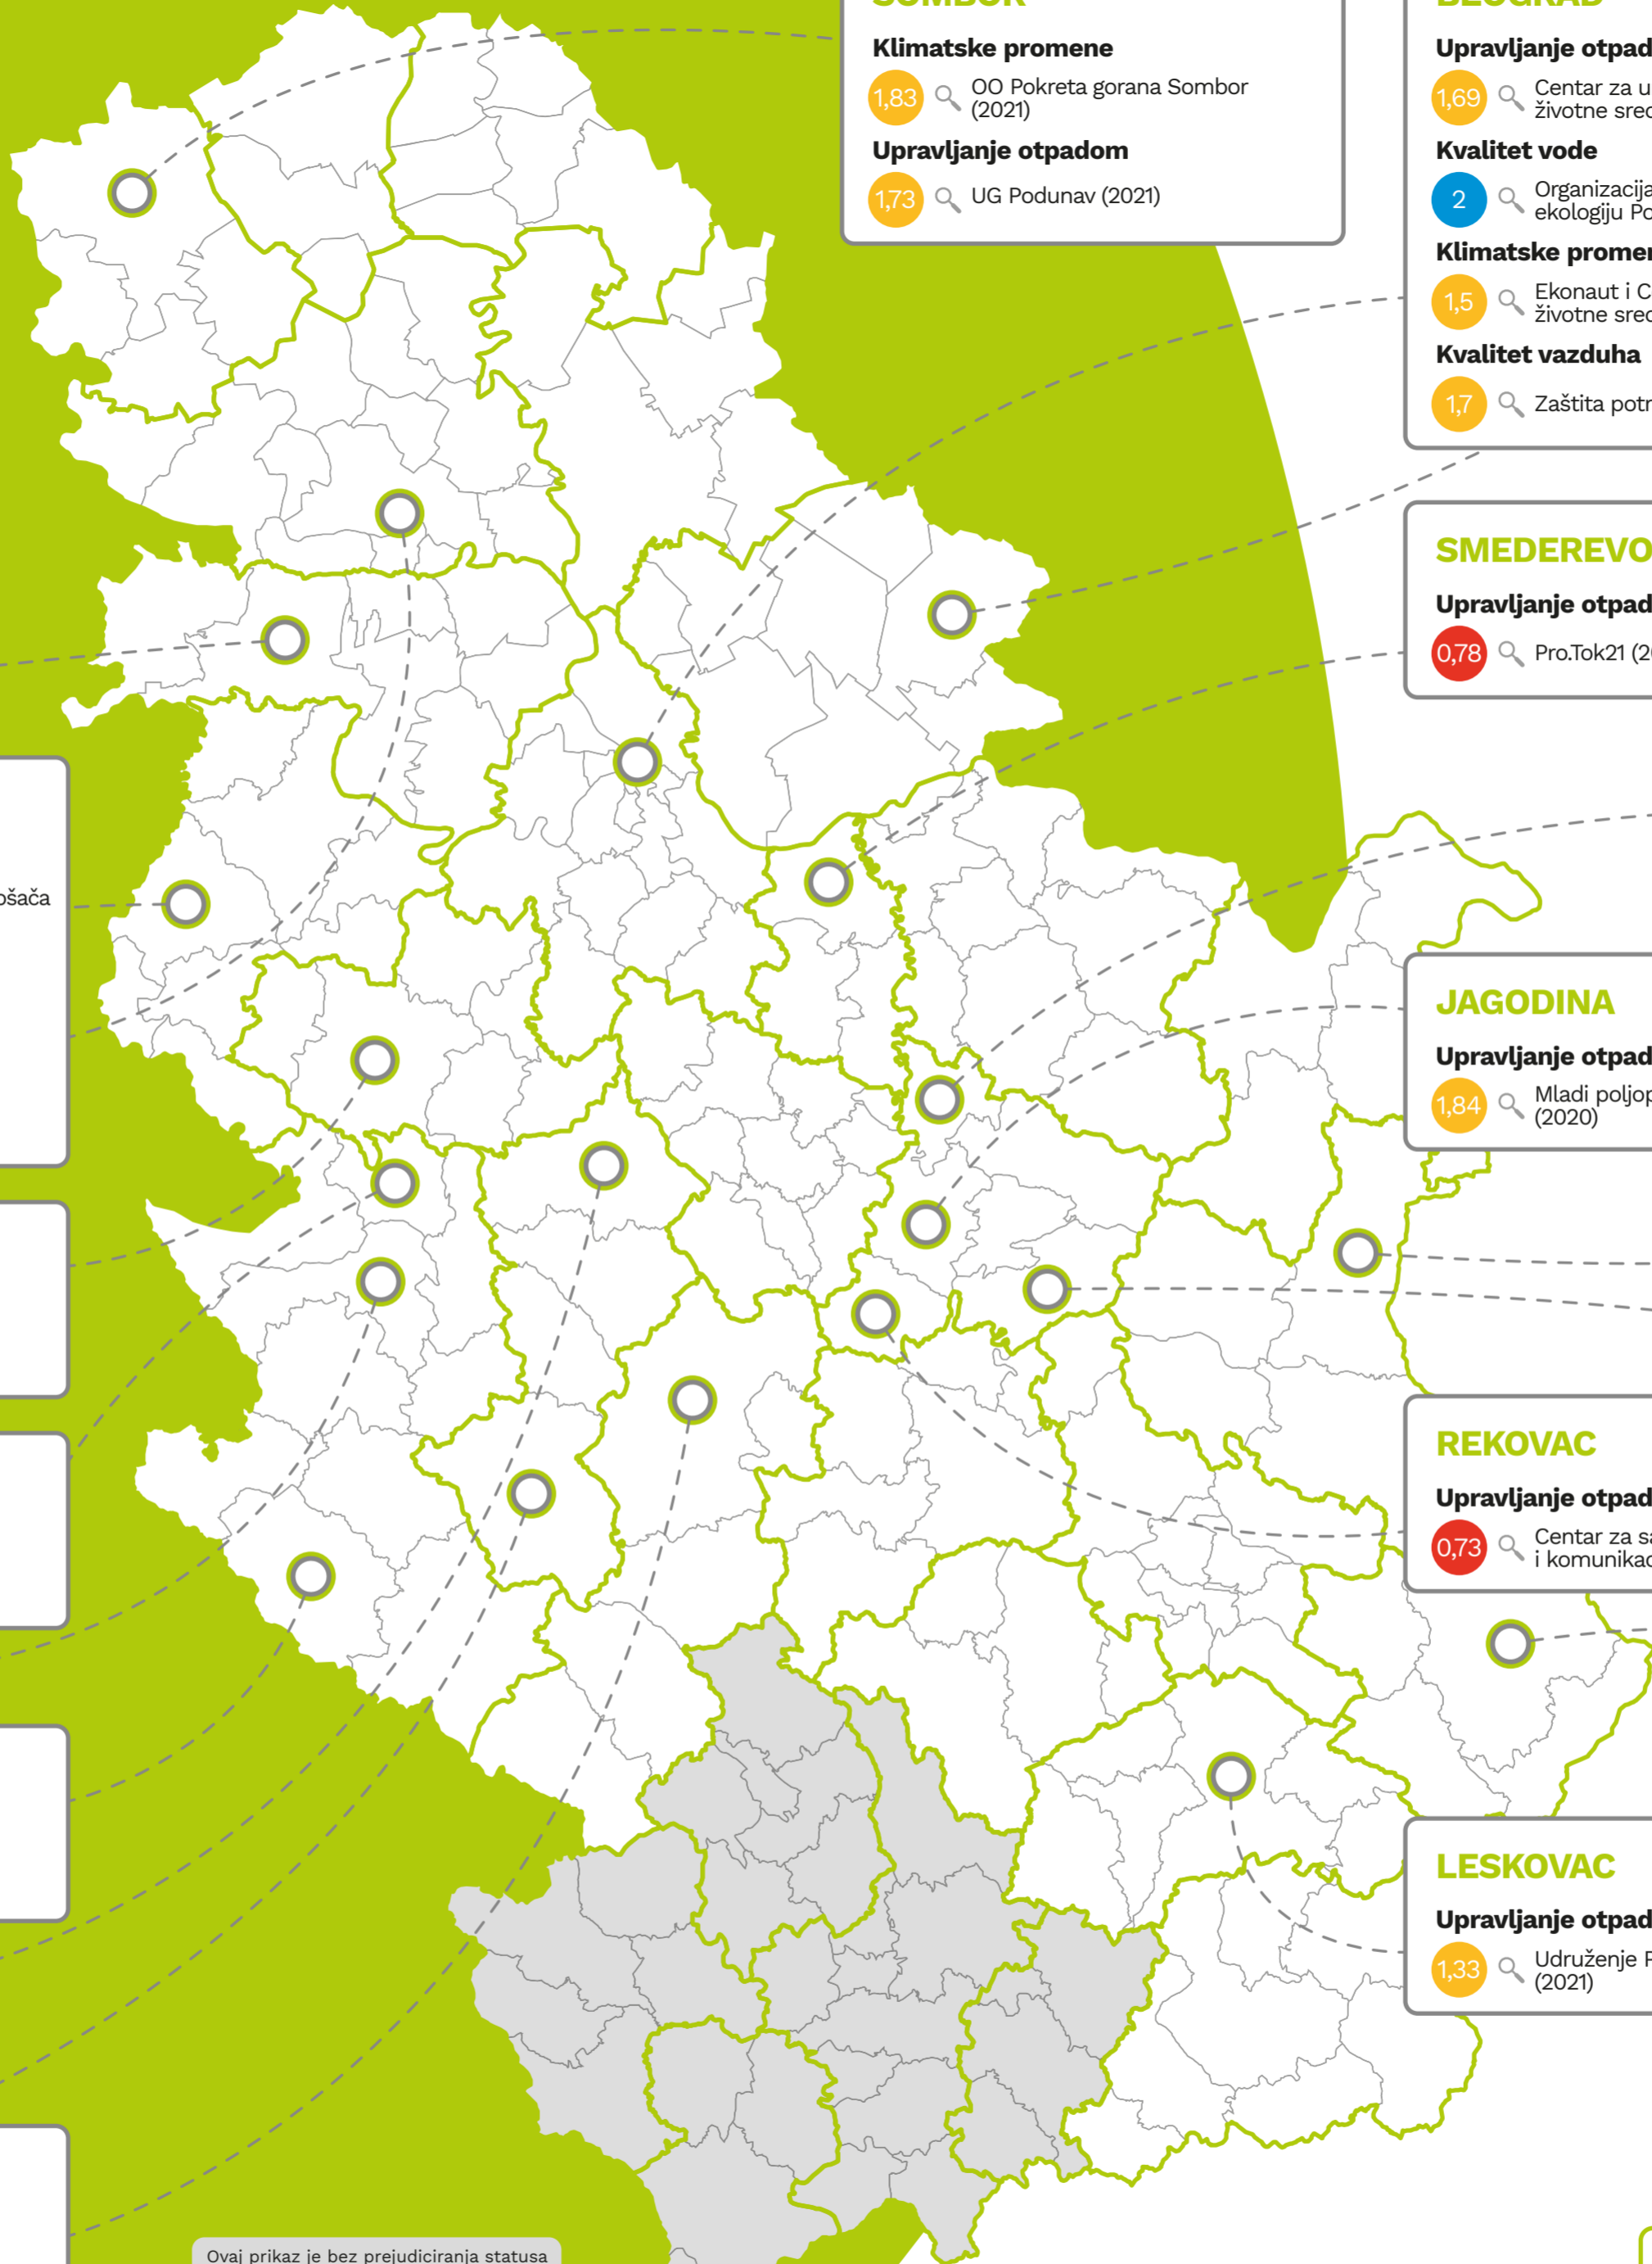 SOMBOR
Klimatske promene
1,83 OO Pokreta gorana Sombor
(2021)
Upravljanje otpadom
1,73 UG Podunav (2021)
BEOGRAD
Upravljanje otpad
1,69 Centar za u
životne sred
Kvalitet vode
2 Organizacija
ekologiju Po
Klimatske promen
1,5 Ekonaut i C
životne sred
Kvalitet vazduha
1,7 Zaštita potr
SMEDEREVO
Upravljanje otpad
0,78 Pro.Tok21 (2
ošača
JAGODINA
Upravljanje otpad
1,84 Mladi poljop
(2020)
REKOVAC
Upravljanje otpad
0,73 Centar za sa
i komunikac
LESKOVAC
Upravljanje otpad
1,33 Udruženje
(2021)
Ovaj prikaz je bez prejudiciranja statusa